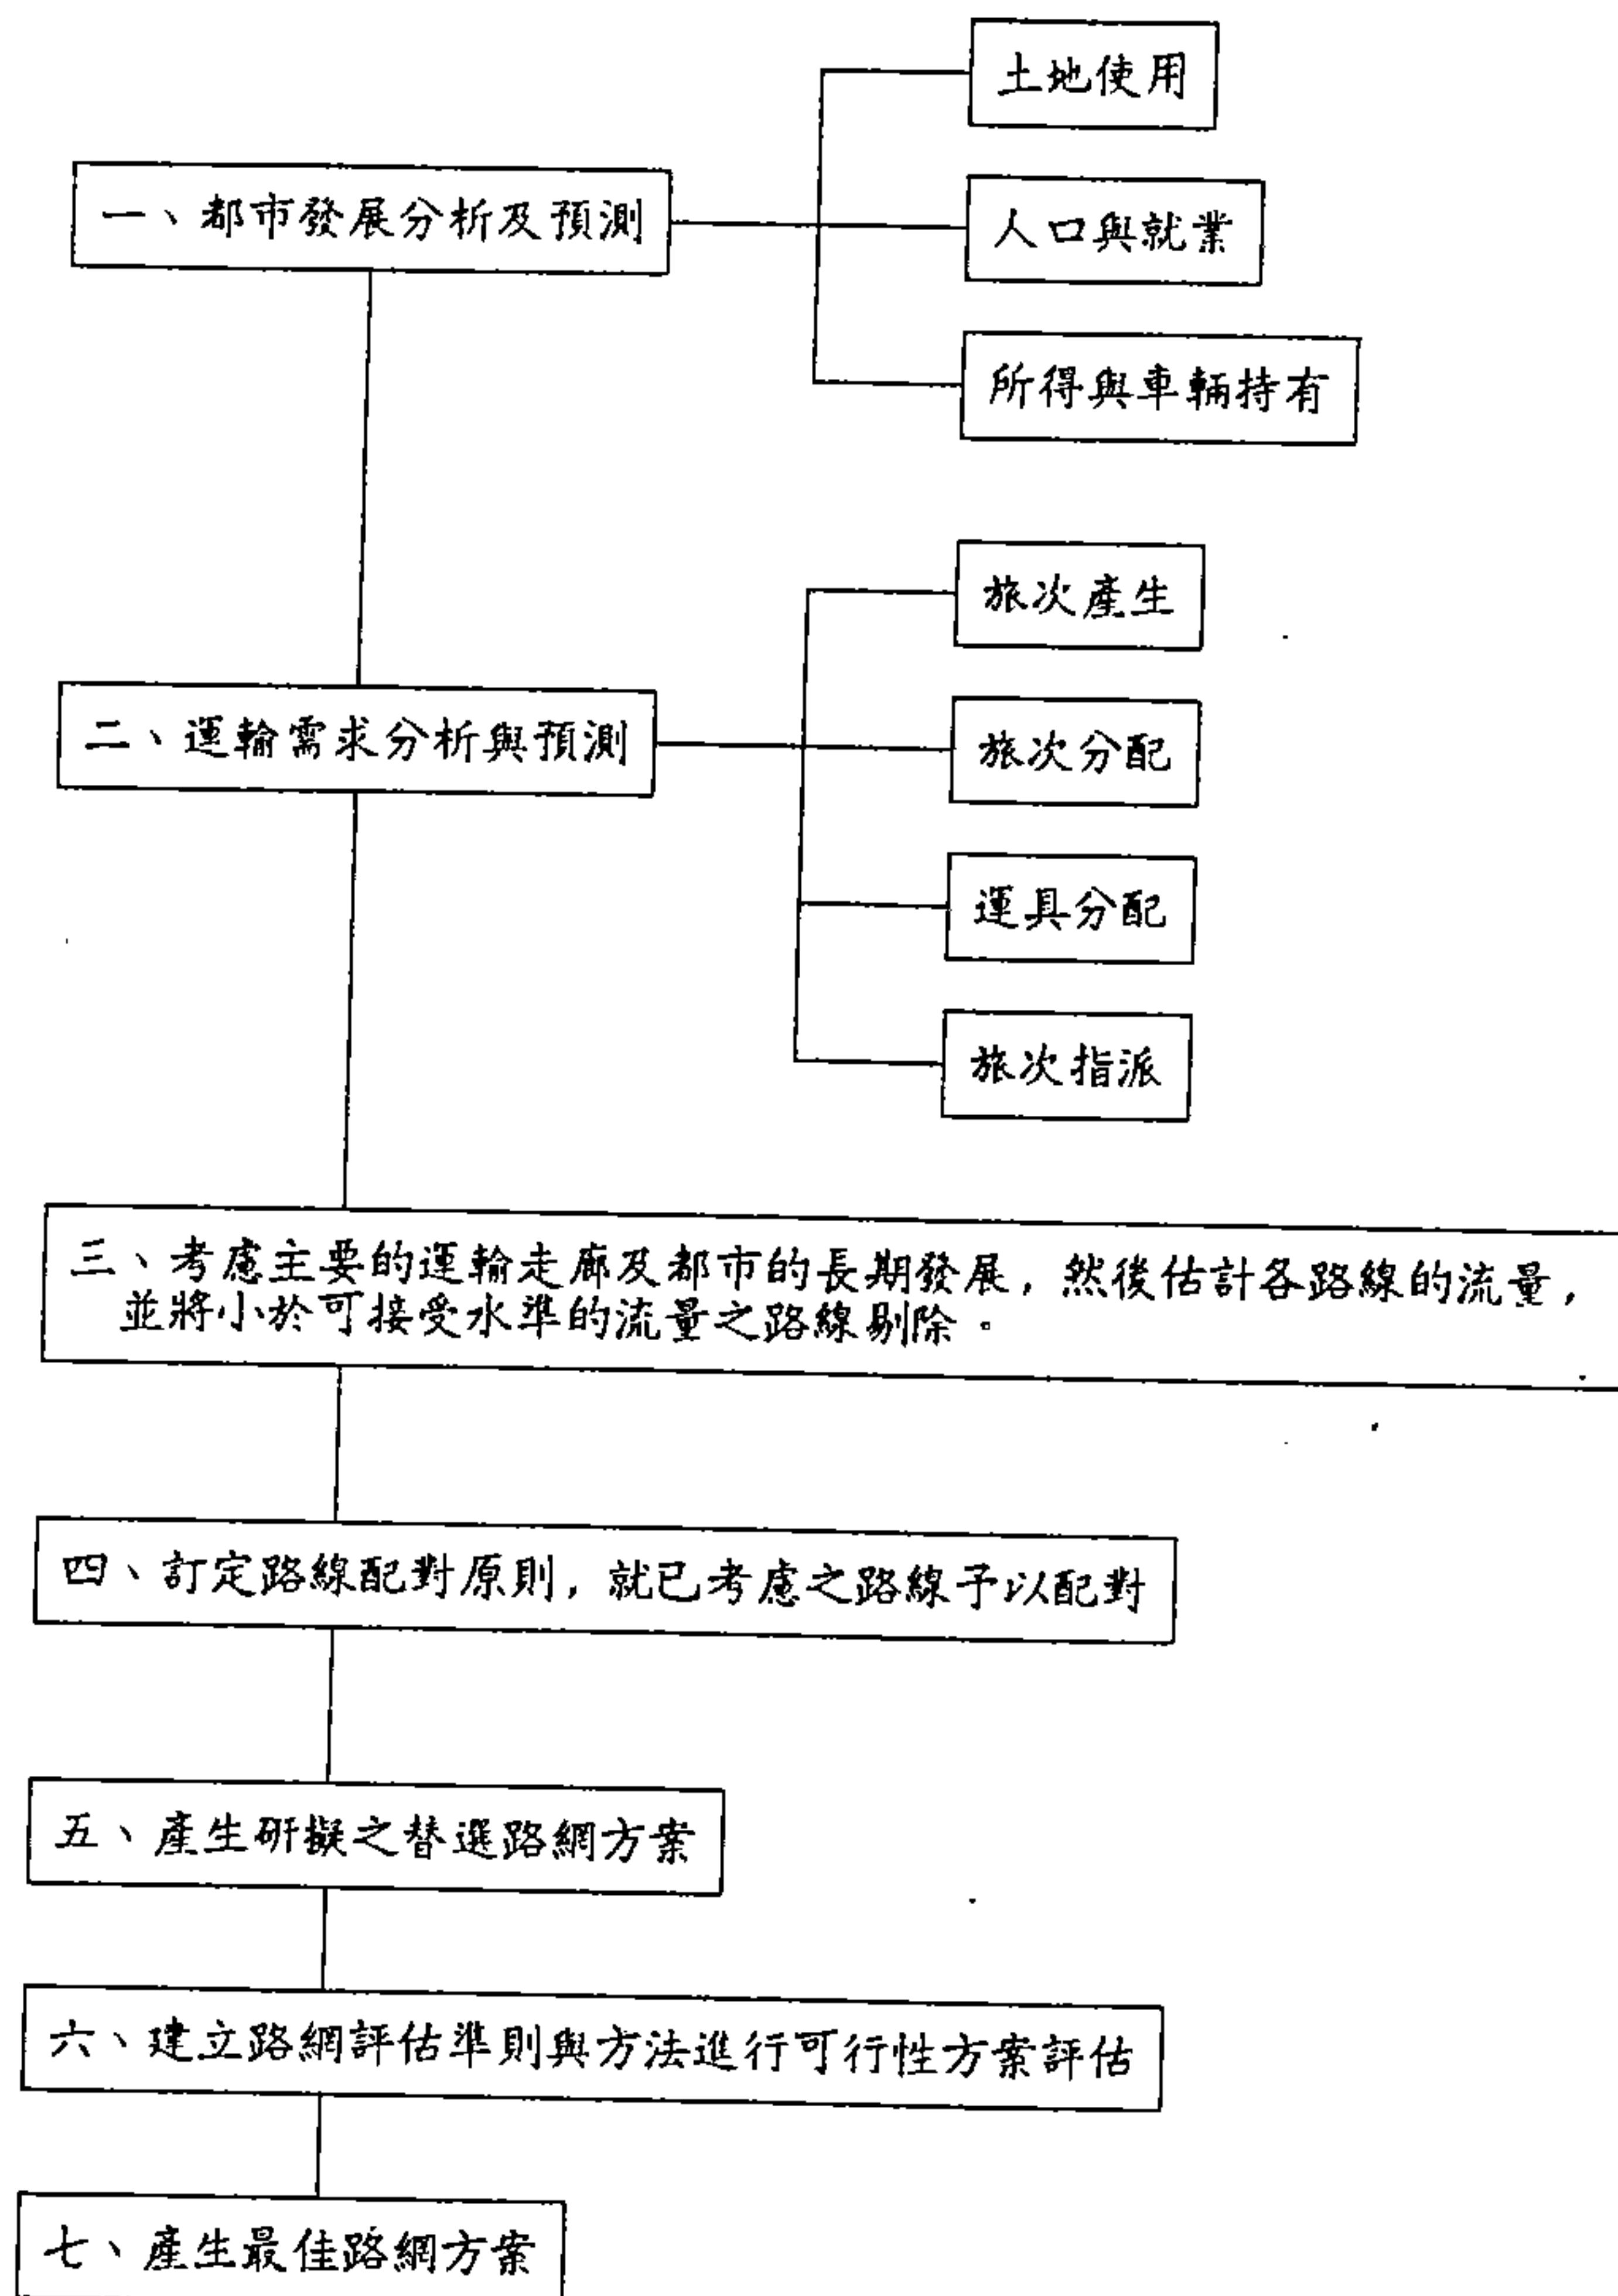 一、都市發展分析及預測
土地使用
人口與就業
所得與車輛持有
二、運輸需求分析與預測
旅次產生
旅次分配
運具分配
旅次指派
三、考慮主要的運輸走廊及都市的長期發展，然後估計各路線的流量，
並將小於可接受水準的流量之路線剔除。
四、訂定路線配對原則，就已考慮之路線予以配對
五、產生研擬之替選路網方案
六、建立路網評估準則與方法進行可行性方案評估
七、產生最佳路網方案